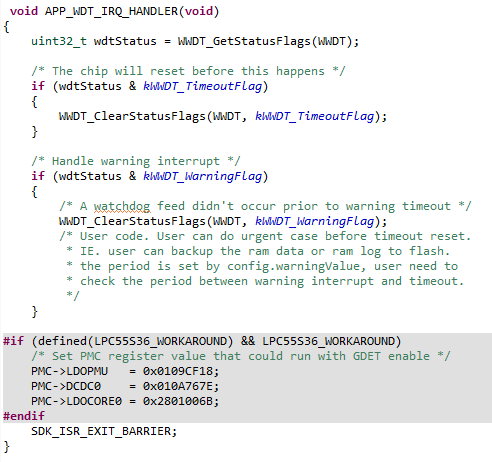 void APP_WDT_IRQ_HANDLER(void)
{
    uint32_t wdtStatus = WWDT_GetStatusFlags(WWDT);

    /* The chip will reset before this happens */
    if (wdtStatus & kWWDT_TimeoutFlag)
    {
        WWDT_ClearStatusFlags(WWDT, kWWDT_TimeoutFlag);
    }

    /* Handle warning interrupt */
    if (wdtStatus & kWWDT_WarningFlag)
    {
        /* A watchdog feed didn't occur prior to warning timeout */
        WWDT_ClearStatusFlags(WWDT, kWWDT_WarningFlag);
        /* User code. User can do urgent case before timeout reset.
         * IE. user can backup the ram data or ram log to flash.
         * the period is set by config.warningValue, user need to
         * check the period between warning interrupt and timeout.
         */
    }

#if (defined(LPC55S36_WORKAROUND) && LPC55S36_WORKAROUND)
    /* Set PMC register value that could run with GDET enable */
    PMC->LDOPMU   = 0x0109CF18;
    PMC->DCDC0    = 0x010A767E;
    PMC->LDOCORE0 = 0x2801006B;
#endif
    SDK_ISR_EXIT_BARRIER;
}